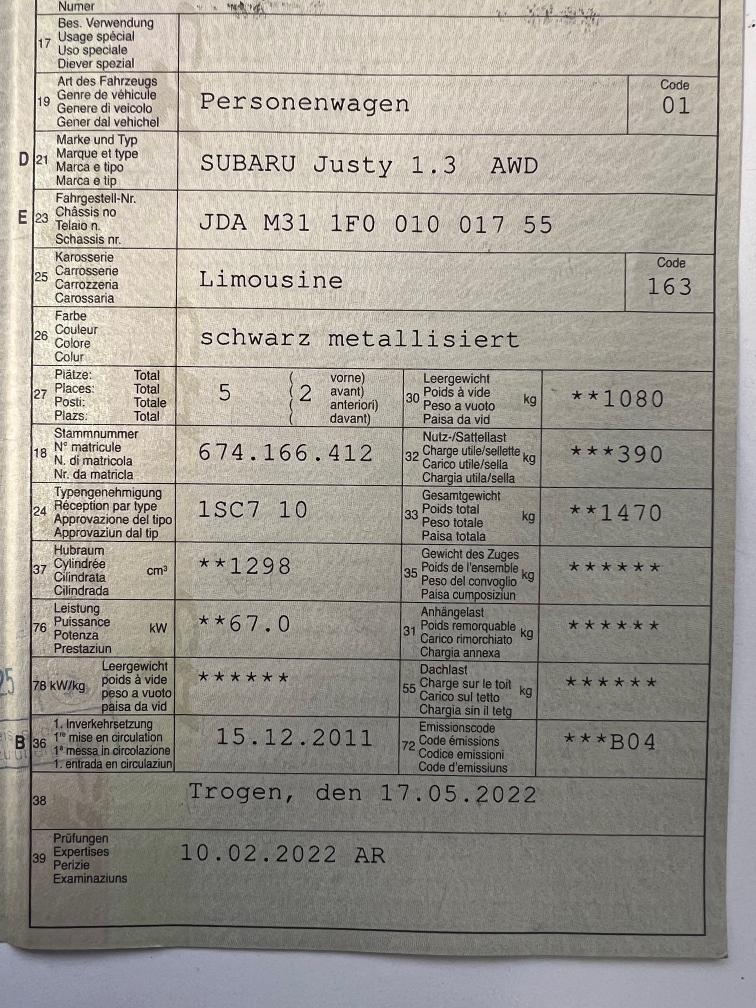 Numer
17
Bes. Verwendung
Usage spécial
Uso speciale
Diever spezial
19
Art des Fahrzeugs
Genre de véhicule
Genere di veicolo
Gener dal vehichel
Personenwagen
Code
01
D 21
Marke und Typ
Marque et type
Marca e tipo
Marca e tip
SUBARU Justy 1.3 AWD
E 23
Fahrgestell-Nr.
Châssis no
Telaio n.
Schassis nr.
JDA M31 1F0 010 017 55
25
Karosserie
Carrosserie
Carrozzeria
Carossaria
Limousine
Code
163
26
Farbe
Couleur
Colore
Colur
schwarz metallisiert
27
Plätze: Total
Places: Total
Posti: Totale
Plazs: Total
5 ( 2
vorne)
avant)
anteriori)
davant)
30
Leergewicht
Poids à vide
Peso a vuoto
Paisa da vid
kg
**1080
18
Stammnummer
N° matricule
N. di matricola
Nr. da matricla
674.166.412
32
Nutz-/Sattellast
Charge utile/sellette
Carico utile/sella
Chargia utila/sella
kg
***390
24
Typengenehmigung
Réception par type
Approvazione del tipo
Approvaziun dal tip
1SC7 10
33
Gesamtgewicht
Poids total
Peso totale
Paisa totala
kg
**1470
37
Hubraum
Cylindrée
Cilindrata
Cilindrada
cm³
**1298
35
Gewicht des Zuges
Poids de l'ensemble
Peso del convoglio
Paisa cumposiziun
kg
******
76
Leistung
Puissance
Potenza
Prestaziun
kW
**67.0
31
Anhängelast
Poids remorquable
Carico rimorchiato
Chargia annexa
kg
******
78 kW/kg
Leergewicht
poids à vide
peso a vuoto
paisa da vid
******
55
Dachlast
Charge sur le toit
Carico sul tetto
Chargia sin il tetg
kg
******
B 36
1. Inverkehrsetzung
1re mise en circulation
1a messa in circolazione
1. entrada en circulaziun
15.12.2011
72
Emissionscode
Code émissions
Codice emissioni
Code d'emissiuns
***B04
38
Trogen, den 17.05.2022
39
Prüfungen
Expertises
Perizie
Examinaziuns
10.02.2022 AR